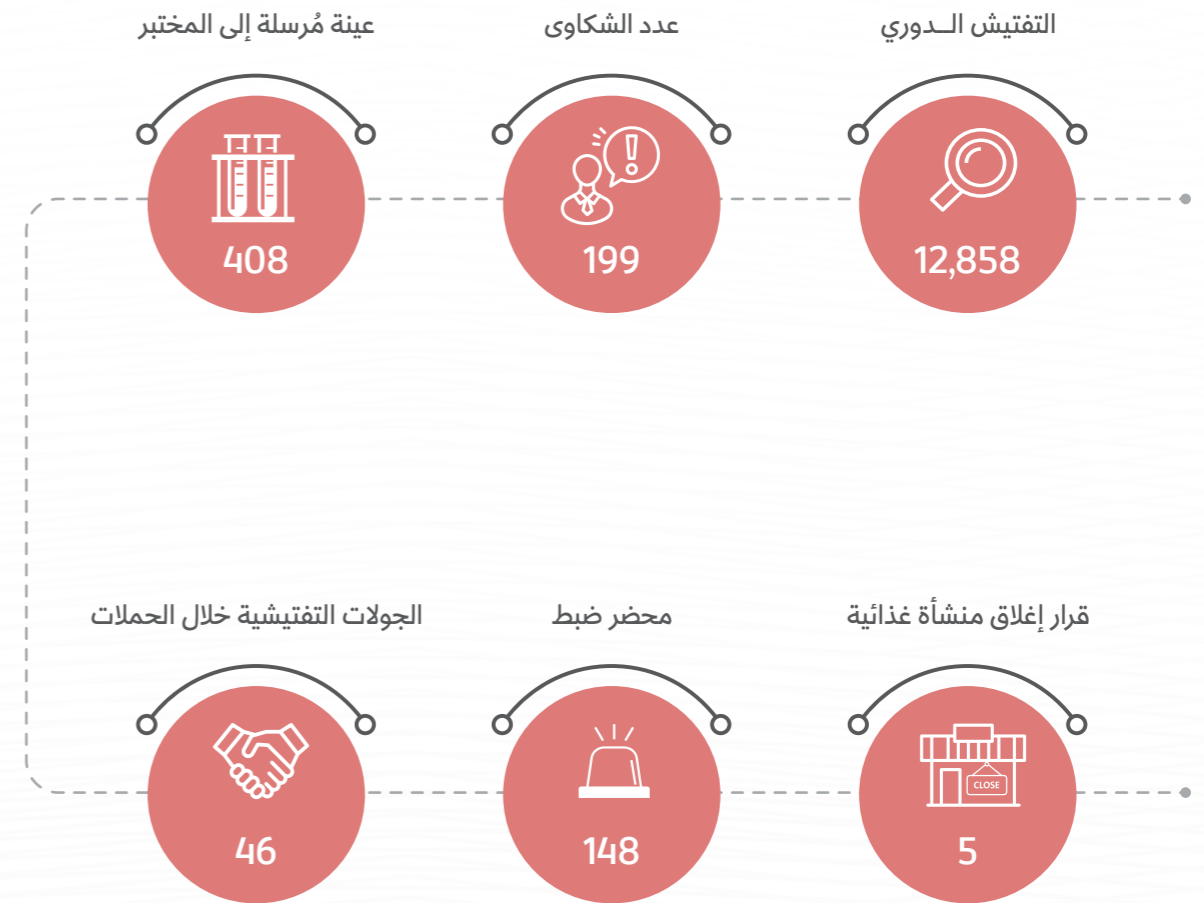 التفتيش الــدوري
12,858
عدد الشكاوى
199
عينة مُرسلة إلى المختبر
408
قرار إغلاق منشأة غذائية
CLOSE
5
محضر ضبط
148
الجولات التفتيشية خلال الحملات
46